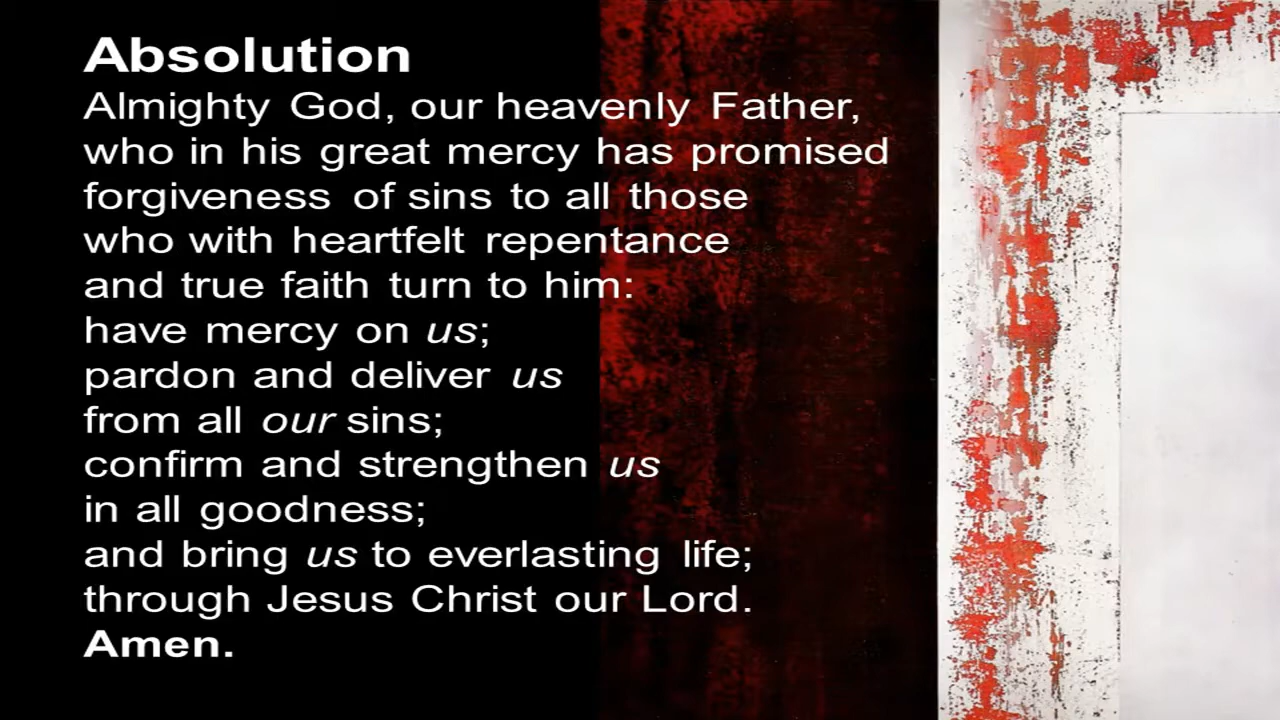 Absolution
Almighty God, our heavenly Father,
who in his great mercy has promised
forgiveness of sins to all those
who with heartfelt repentance
and true faith turn to him:
have mercy on us;
pardon and deliver us
from all our sins;
confirm and strengthen us
in all goodness;
and bring us to everlasting life;
through Jesus Christ our Lord.
Amen.